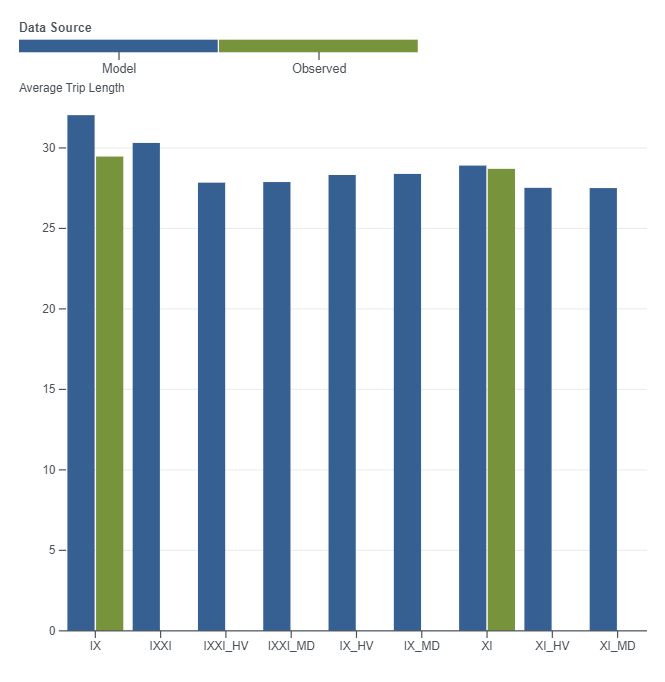 Data Source
Model Observed
Average Trip Length
30
25
20
15
10
5
0
IX IXXI IXXI_HV IXXI_MD IX_HV IX_MD XI XI_HV XI_MD